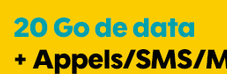 20 Go de data
+ Appels/SMS/M